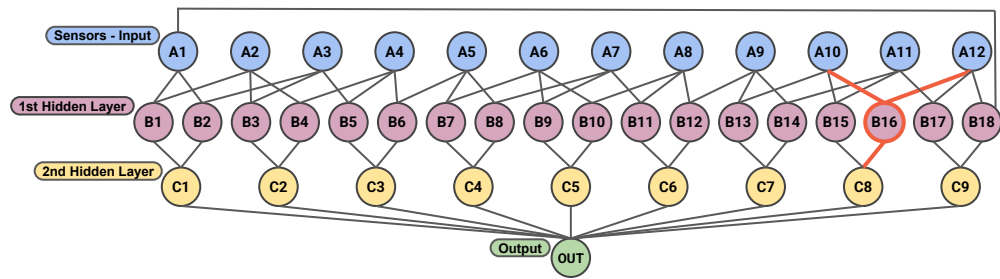 Sensors - Input
A1 A2 A3 A4 A5 A6 A7 A8 A9 A10 A11 A12
1st Hidden Layer
B1 B2 B3 B4 B5 B6 B7 B8 B9 B10 B11 B12 B13 B14 B15 B16 B17 B18
2nd Hidden Layer
C1 C2 C3 C4 C5 C6 C7 C8 C9
Output
OUT